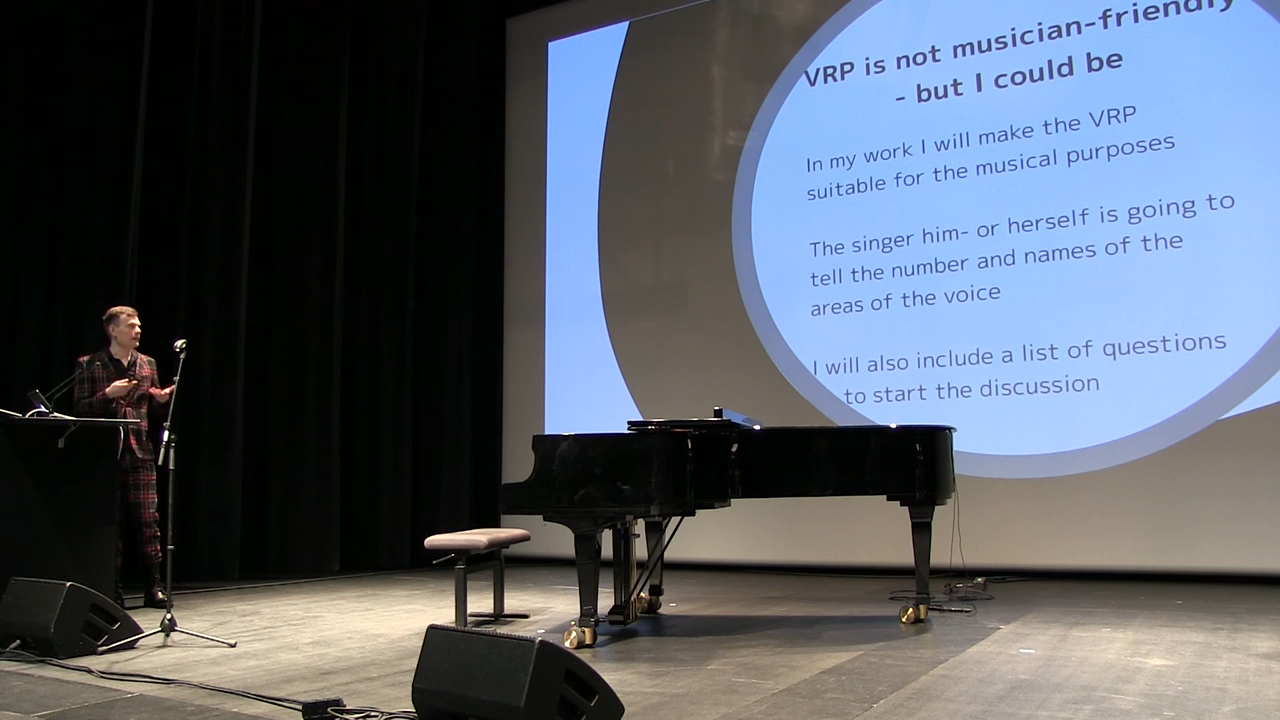 VRP is not musician-friendly
- but I could be
In my work I will make the VRP
suitable for the musical purposes
The singer him- or herself is going to
tell the number and names of the
areas of the voice
I will also include a list of questions
to start the discussion